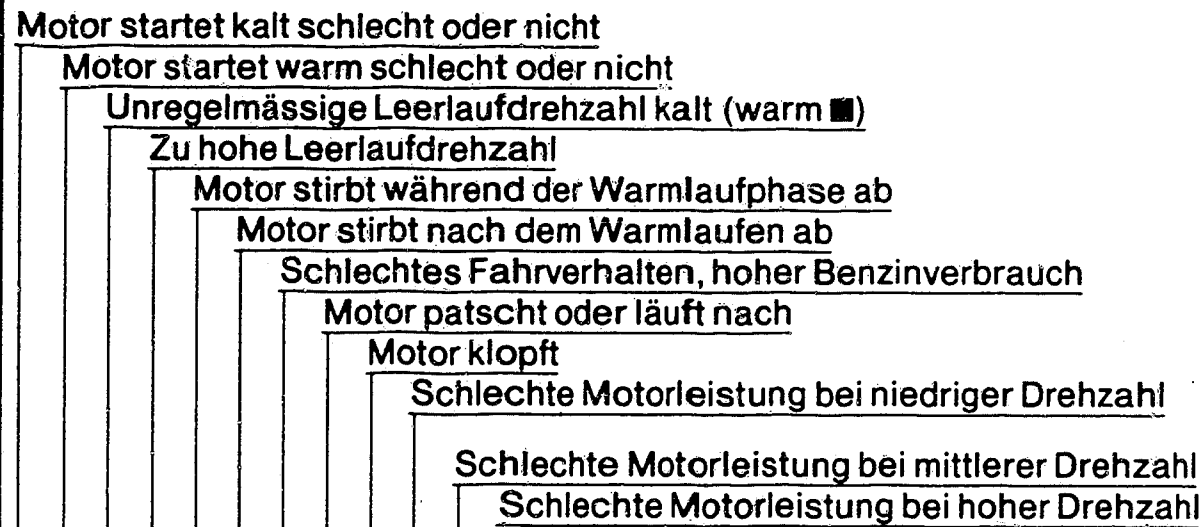 Motor startet kalt schlecht oder nicht
Motor startet warm schlecht oder nicht
Unregelmässige Leerlaufdrehzahl kalt (warm ■)
Zu hohe Leerlaufdrehzahl
Motor stirbt während der Warmlaufphase ab
Motor stirbt nach dem Warmlaufen ab
Schlechtes Fahrverhalten, hoher Benzinverbrauch
Motor patscht oder läuft nach
Motor klopft
Schlechte Motorleistung bei niedriger Drehzahl
Schlechte Motorleistung bei mittlerer Drehzahl
Schlechte Motorleistung bei hoher Drehzahl